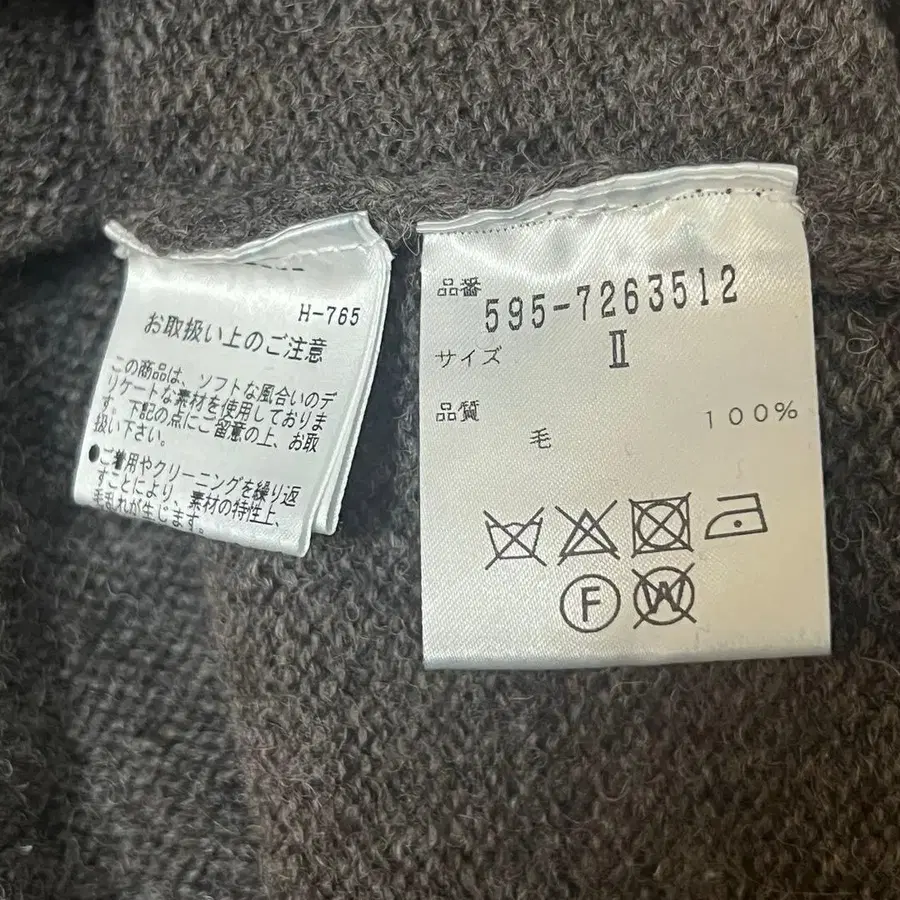 H-765
お取扱い上のご注意
この商品は、ソフトな風合いのデ
リケートな素材を使用しておりま
す。下記の点にご留意の上、お取
扱い下さい。
●ご着用やクリーニングを繰り返
すことにより、素材の特性上、
毛乱れが生じます。
品番
595-7263512
サイズ II
品質
毛 100%
F
W